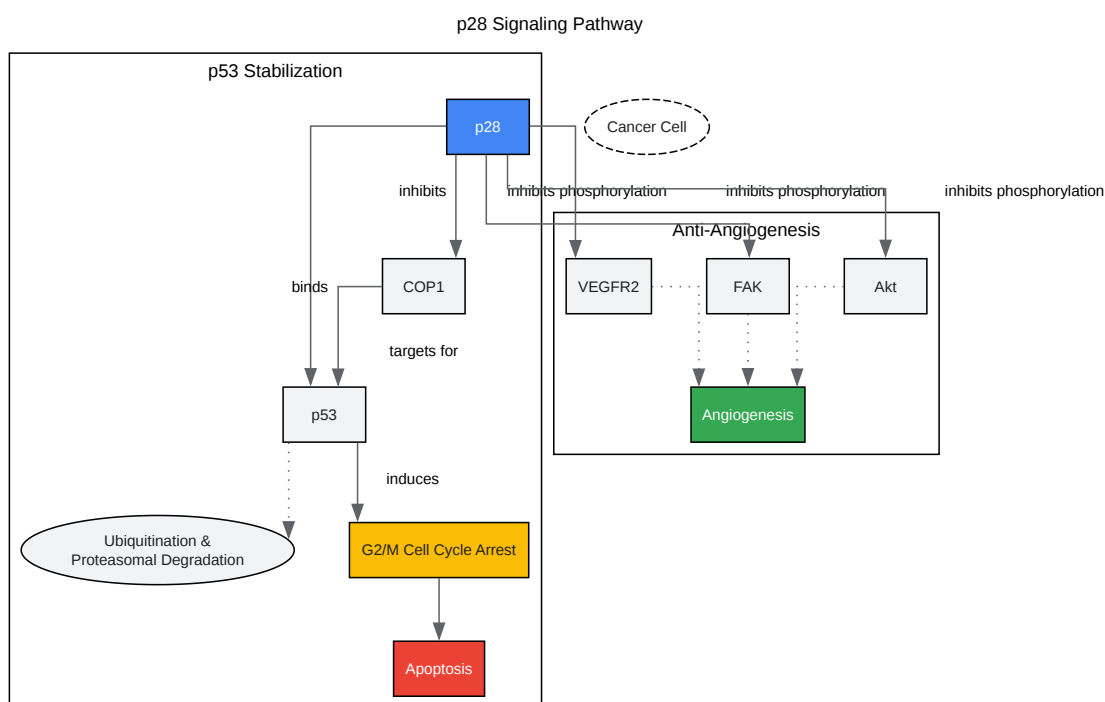 p28 Signaling Pathway
p53 Stabilization
p28
Cancer Cell
inhibits
inhibits phosphorylation
inhibits phosphorylation
inhibits phosphorylation
Anti-Angiogenesis
binds
COP1
VEGFR2
FAK
Akt
targets for
p53
Angiogenesis
induces
Ubiquitination &
Proteasomal Degradation
G2/M Cell Cycle Arrest
Apoptosis